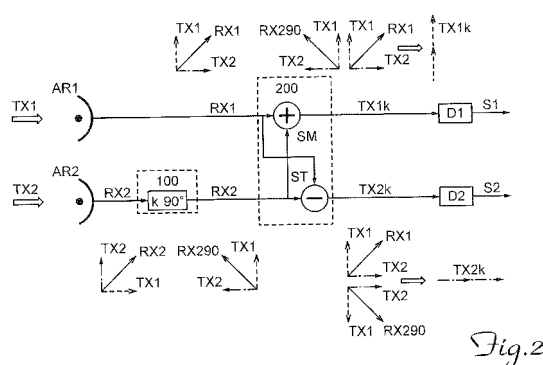 TX1 RX1 TX2
RX290 TX1 TX2
TX1 RX1 TX2
TX1k
AR1
200
TX1
RX1
+
TX1k
D1
S1
SM
ST
AR2
100
TX2
RX2
k 90°
RX2
−
TX2k
D2
S2
TX2 RX2 TX1
RX290 TX1 TX2
TX1 RX1
TX2
TX2
TX1 RX290
TX2k
Fig.2